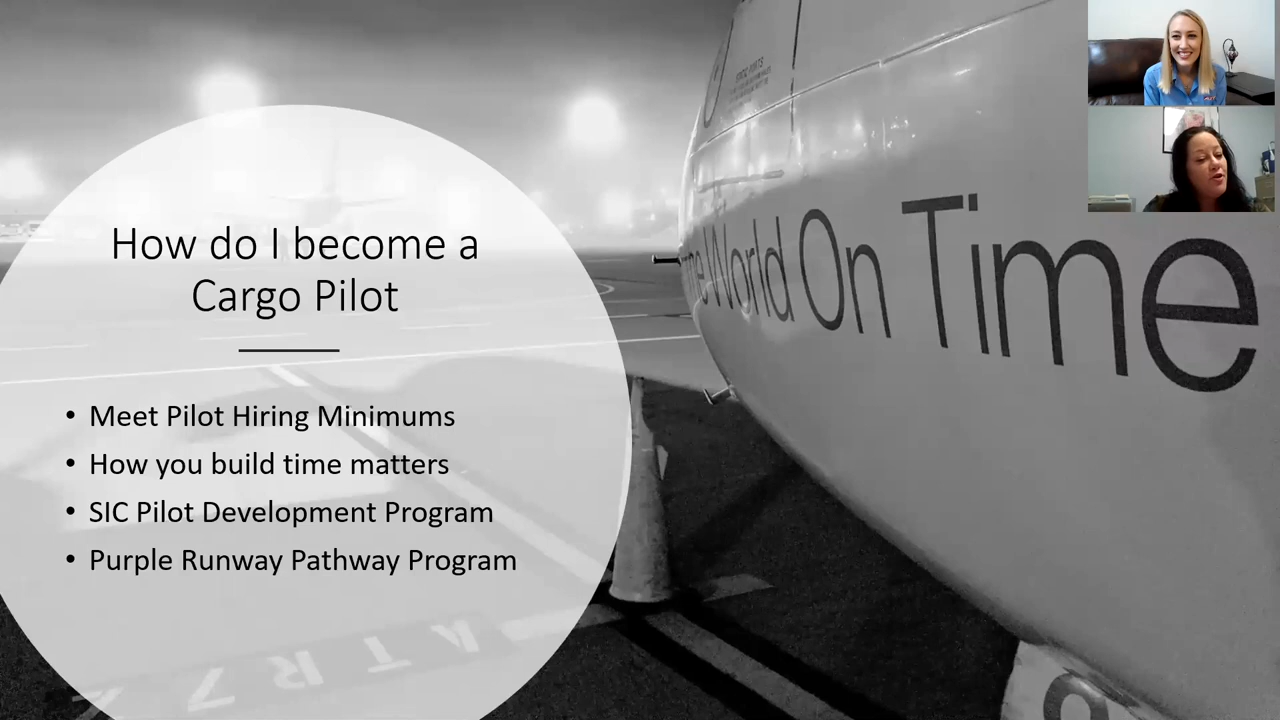 How do I become a
Cargo Pilot
• Meet Pilot Hiring Minimums
• How you build time matters
• SIC Pilot Development Program
• Purple Runway Pathway Program
World On Time
ATR7